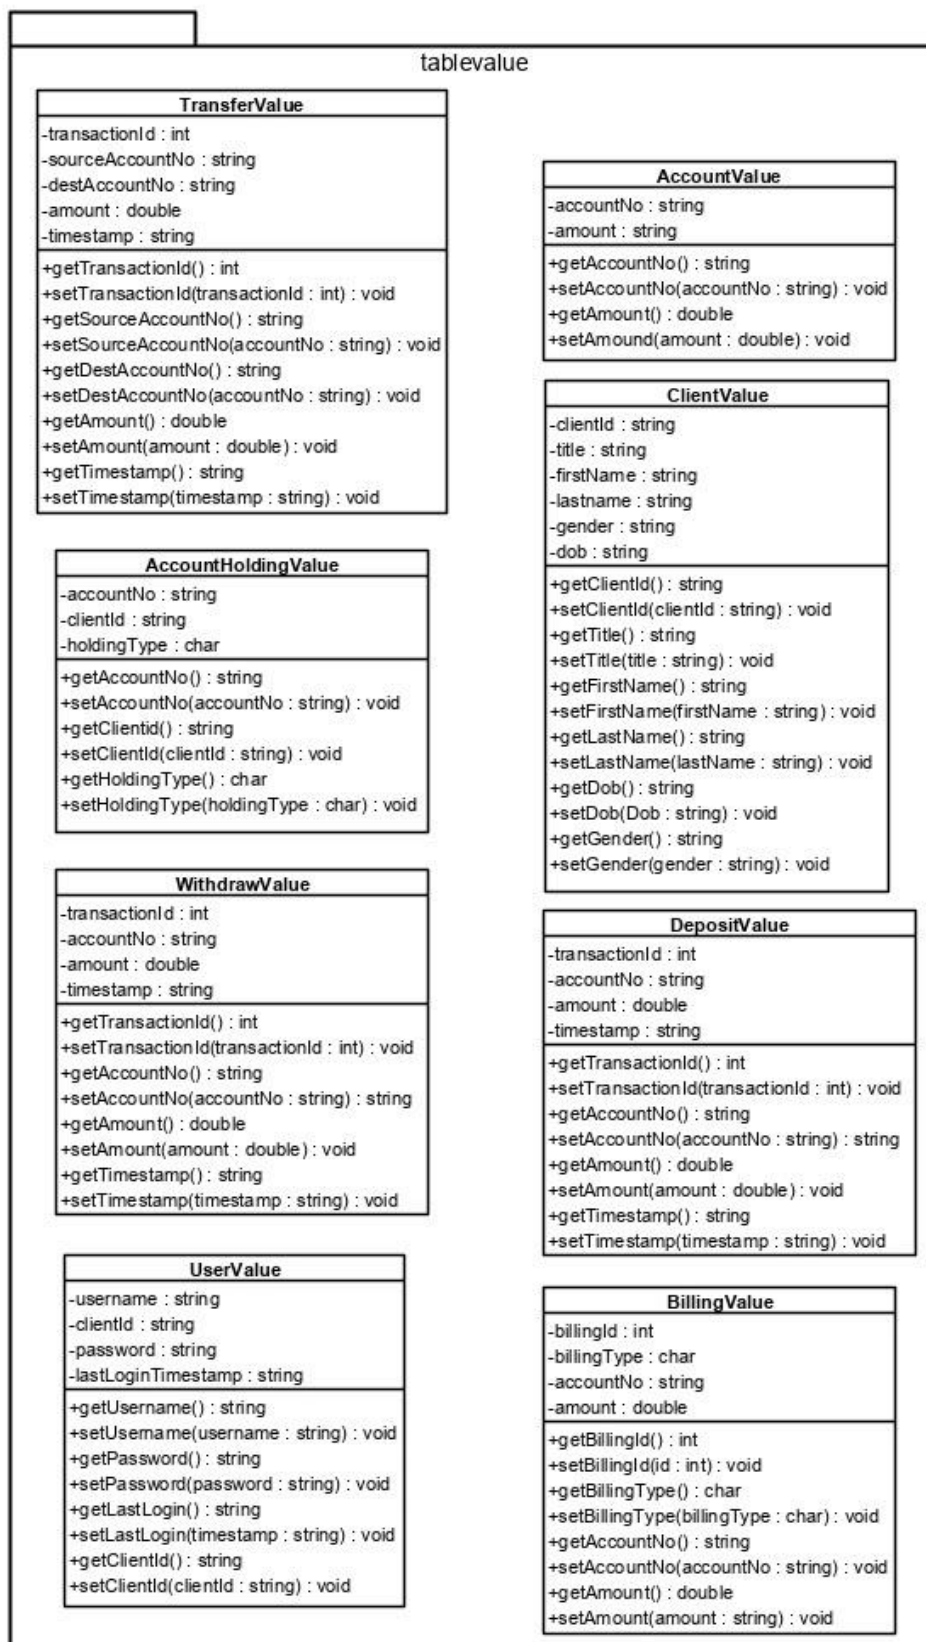 tablevalue
TransferValue
-transactionId : int
-sourceAccountNo : string
-destAccountNo : string
-amount : double
-timestamp : string
+getTransactionId() : int
+setTransactionId(transactionId : int) : void
+getSourceAccountNo() : string
+setSourceAccountNo(accountNo : string) : void
+getDestAccountNo() : string
+setDestAccountNo(accountNo : string) : void
+getAmount() : double
+setAmount(amount : double) : void
+getTimestamp() : string
+setTimestamp(timestamp : string) : void
AccountHoldingValue
-accountNo : string
-clientId : string
-holdingType : char
+getAccountNo() : string
+setAccountNo(accountNo : string) : void
+getClientid() : string
+setClientId(clientId : string) : void
+getHoldingType() : char
+setHoldingType(holdingType : char) : void
WithdrawValue
-transactionId : int
-accountNo : string
-amount : double
-timestamp : string
+getTransactionId() : int
+setTransactionId(transactionId : int) : void
+getAccountNo() : string
+setAccountNo(accountNo : string) : string
+getAmount() : double
+setAmount(amount : double) : void
+getTimestamp() : string
+setTimestamp(timestamp : string) : void
UserValue
-username : string
-clientId : string
-password : string
-lastLoginTimestamp : string
+getUsername() : string
+setUsername(username : string) : void
+getPassword() : string
+setPassword(password : string) : void
+getLastLogin() : string
+setLastLogin(timestamp : string) : void
+getClientId() : string
+setClientId(clientId : string) : void
AccountValue
-accountNo : string
-amount : string
+getAccountNo() : string
+setAccountNo(accountNo : string) : void
+getAmount() : double
+setAmound(amount : double) : void
ClientValue
-clientId : string
-title : string
-firstName : string
-lastname : string
-gender : string
-dob : string
+getClientId() : string
+setClientId(clientId : string) : void
+getTitle() : string
+setTitle(title : string) : void
+getFirstName() : string
+setFirstName(firstName : string) : void
+getLastName() : string
+setLastName(lastName : string) : void
+getDob() : string
+setDob(Dob : string) : void
+getGender() : string
+setGender(gender : string) : void
DepositValue
-transactionId : int
-accountNo : string
-amount : double
-timestamp : string
+getTransactionId() : int
+setTransactionId(transactionId : int) : void
+getAccountNo() : string
+setAccountNo(accountNo : string) : string
+getAmount() : double
+setAmount(amount : double) : void
+getTimestamp() : string
+setTimestamp(timestamp : string) : void
BillingValue
-billingId : int
-billingType : char
-accountNo : string
-amount : double
+getBillingId() : int
+setBillingId(id : int) : void
+getBillingType() : char
+setBillingType(billingType : char) : void
+getAccountNo() : string
+setAccountNo(accountNo : string) : void
+getAmount() : double
+setAmount(amount : string) : void